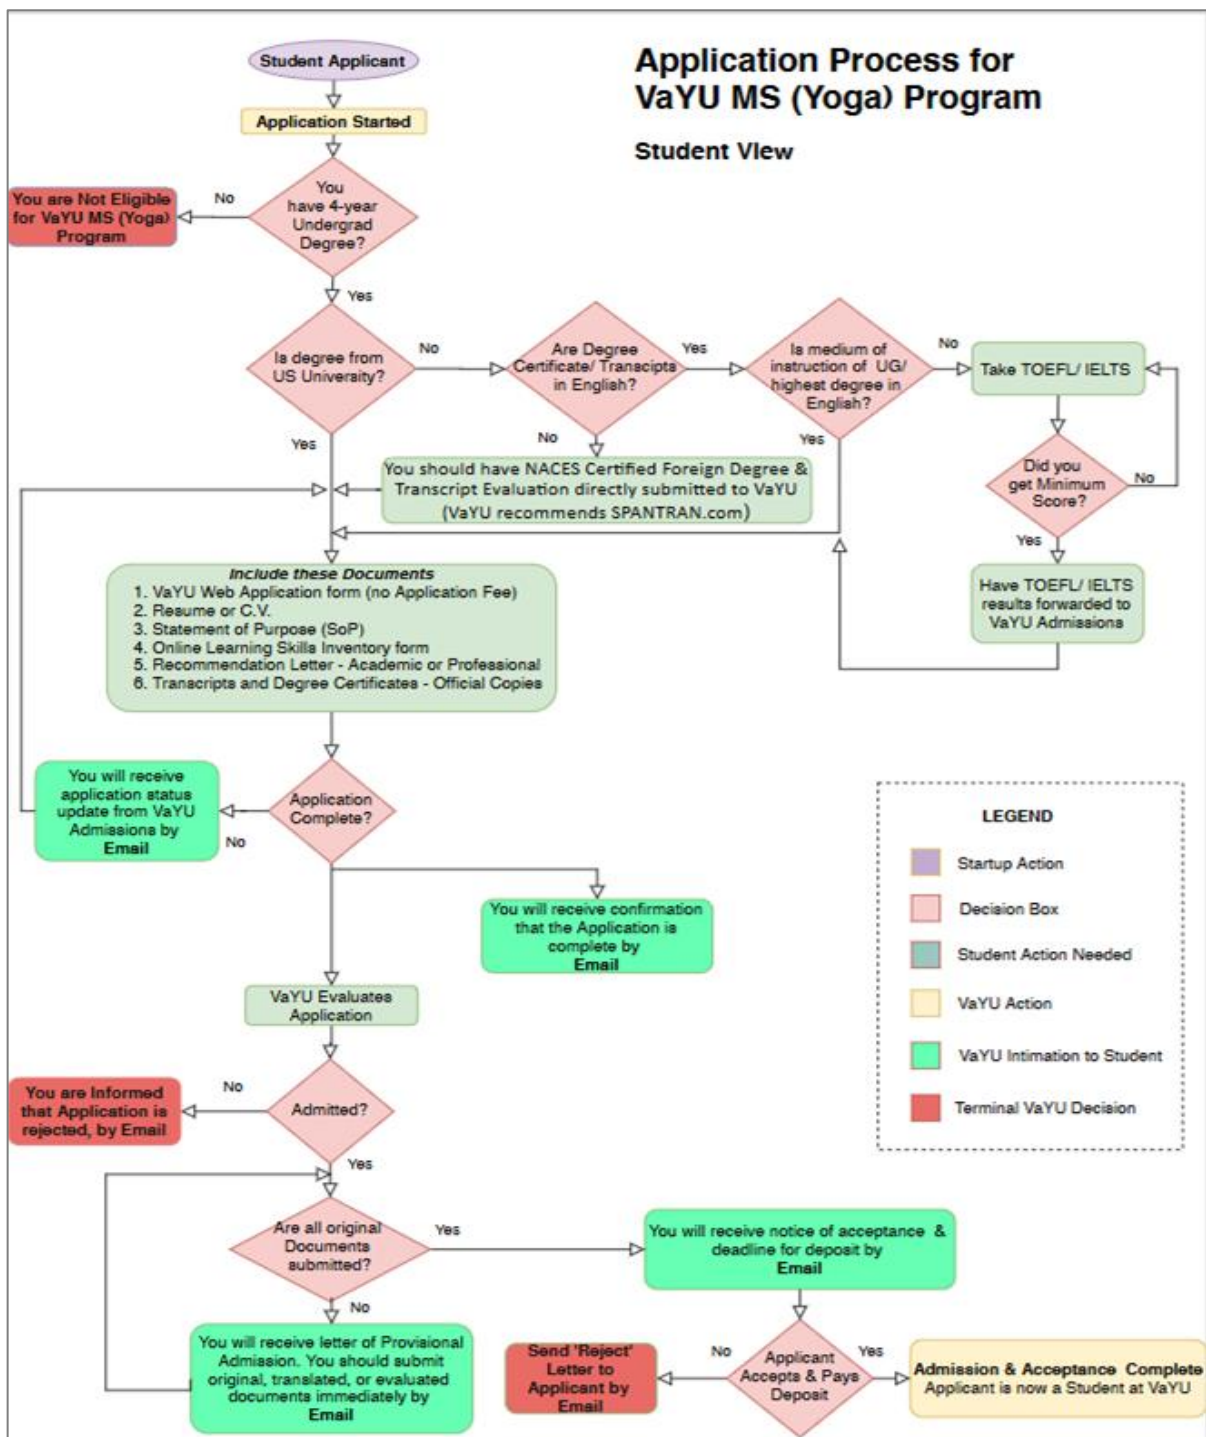 Application Process for
VaYU MS (Yoga) Program
Student View
Student Applicant
Application Started
You
have 4-year
Undergrad
Degree?
No
You are Not Eligible
for VaYU MS (Yoga)
Program
Yes
Is degree from
US University?
No
Are Degree
Certificate/ Transcipts
in English?
Yes
Is medium of
instruction of UG/
highest degree in
English?
No
Take TOEFL/ IELTS
Yes
No
Yes
You should have NACES Certified Foreign Degree &
Transcript Evaluation directly submitted to VaYU
(VaYU recommends SPANTRAN.com)
Did you
get Minimum
Score?
No
Yes
Have TOEFL/ IELTS
results forwarded to
VaYU Admissions
Include these Documents
1. VaYU Web Application form (no Application Fee)
2. Resume or C.V.
3. Statement of Purpose (SoP)
4. Online Learning Skills Inventory form
5. Recommendation Letter - Academic or Professional
6. Transcripts and Degree Certificates - Official Copies
Application
Complete?
No
You will receive
application status
update from VaYU
Admissions by
Email
You will receive confirmation
that the Application is
complete by
Email
VaYU Evaluates
Application
Admitted?
No
You are Informed
that Application is
rejected, by Email
Yes
Are all original
Documents
submitted?
Yes
You will receive notice of acceptance &
deadline for deposit by
Email
No
You will receive letter of Provisional
Admission. You should submit
original, translated, or evaluated
documents immediately by
Email
Applicant
Accepts & Pays
Deposit
No
Send 'Reject'
Letter to
Applicant by
Email
Yes
Admission & Acceptance Complete
Applicant is now a Student at VaYU
LEGEND
Startup Action
Decision Box
Student Action Needed
VaYU Action
VaYU Intimation to Student
Terminal VaYU Decision